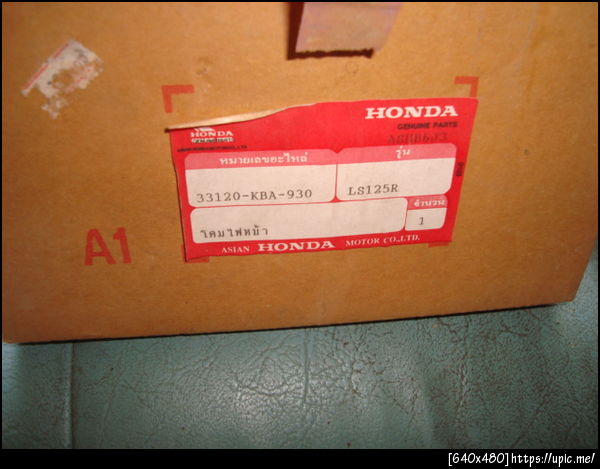 HONDA
GENUINE PARTS
HONDA
หมายเลขอะไหล่
รุ่น
33120-KBA-930
LS125R
จำนวน
1
โคมไฟหน้า
ASIAN HONDA MOTOR CO.,LTD.
A1
[640x480]https://upic.me/